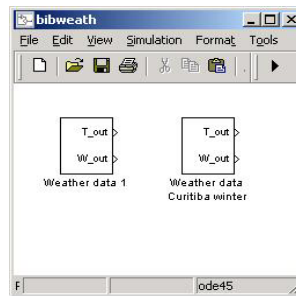 bibweath
File Edit View Simulation Format Tools
T_out
W_out
Weather data 1
T_out
W_out
Weather data
Curitiba winter
F
ode45